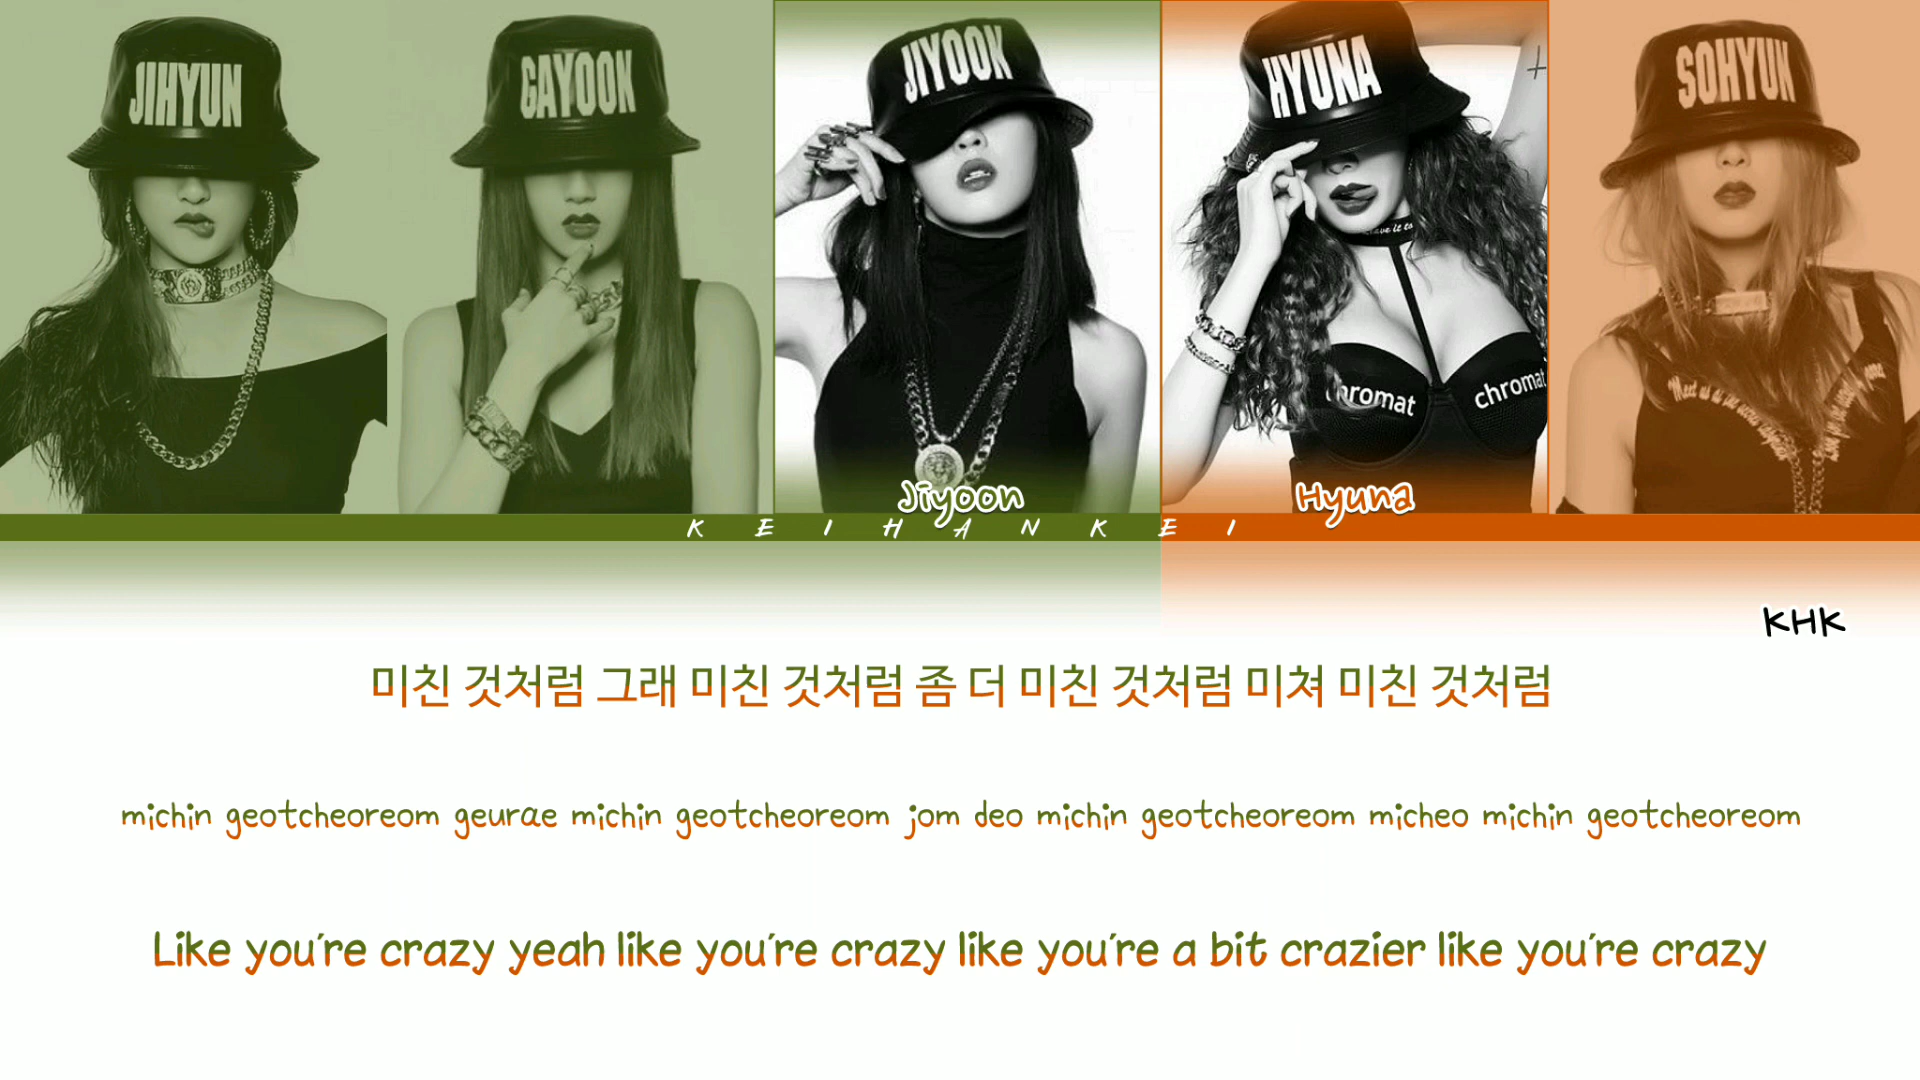 JIHYUN
GAYOON
JIYOON
HYUNA
SOHYUN
chromat
chromat
Jiyoon
Hyuna
KEIHANKEI
KHK
미친 것처럼 그래 미친 것처럼 좀 더 미친 것처럼 미쳐 미친 것처럼
michin geotcheoreom geurae michin geotcheoreom jom deo michin geotcheoreom micheo michin geotcheoreom
Like you're crazy yeah like you're crazy like you're a bit crazier like you're crazy